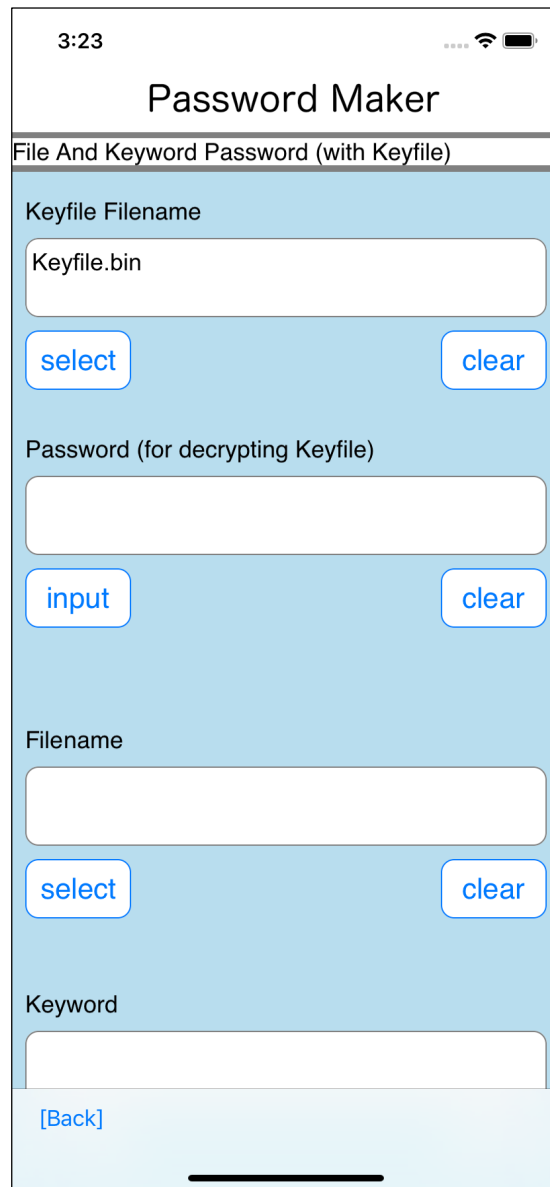 3:23
Password Maker
File And Keyword Password (with Keyfile)
Keyfile Filename
Keyfile.bin
select clear
Password (for decrypting Keyfile)
input clear
Filename
select clear
Keyword
[Back]